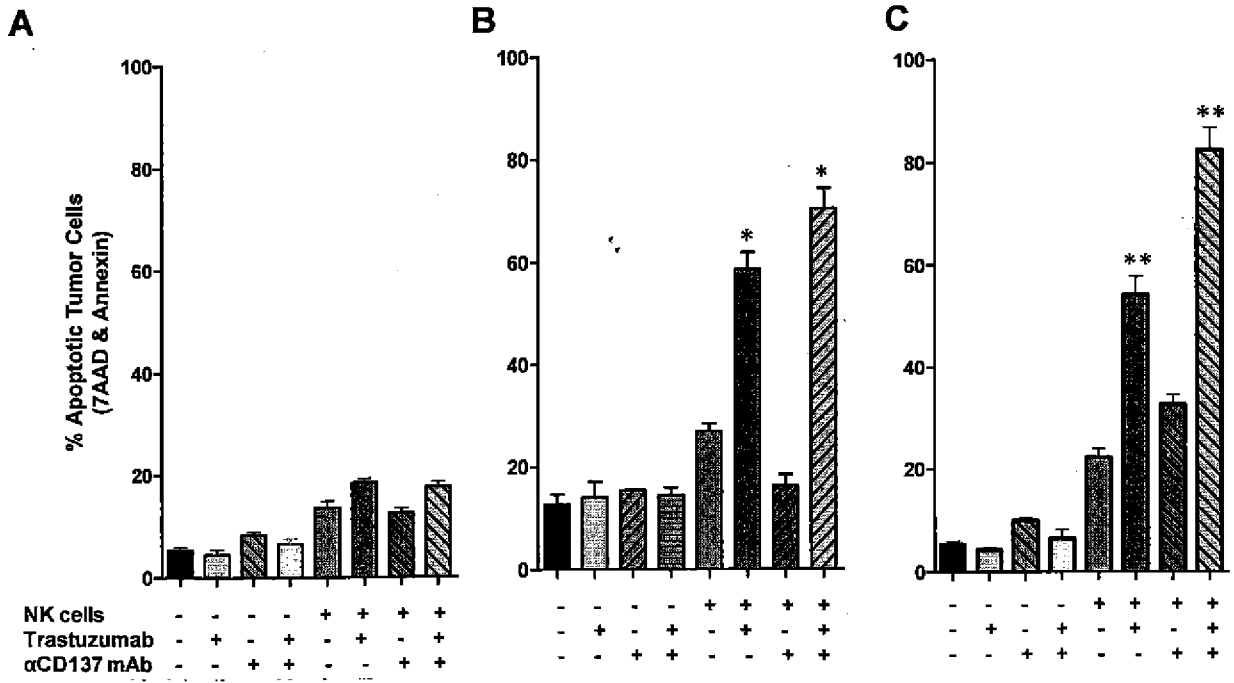 A
B
C
% Apoptotic Tumor Cells
(7AAD & Annexin)
100
80
60
40
20
0
100
80
60
40
20
0
* *
100
80
60
40
20
0
** **
NK cells - - - - + + + + - - - - + + + + - - - - + + + +
Trastuzumab - + - + - + - + - + - + - + - + - + - + - + - +
αCD137 mAb - - + + - - + + - - + + - - + + - - + + - - + +